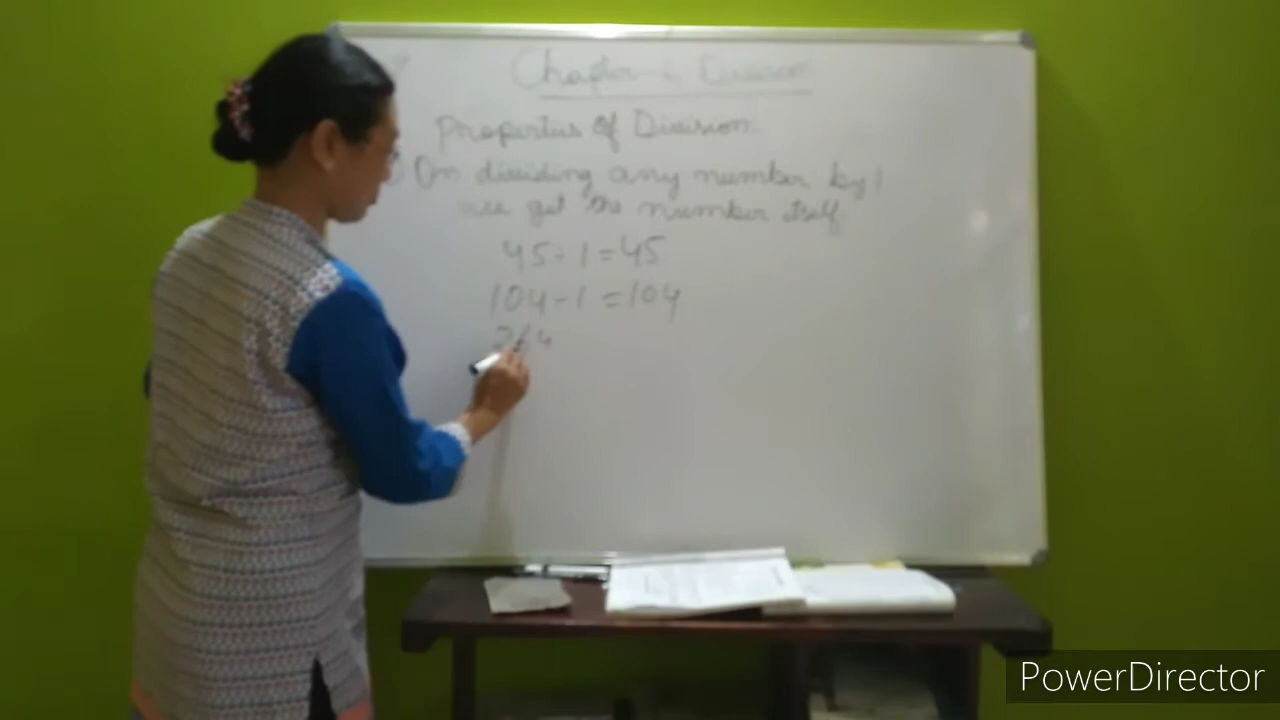 Chapter 6 Division
Properties of Division
On dividing any number by 1
we get the number itself.
45 ÷ 1 = 45
104 ÷ 1 = 104
PowerDirector